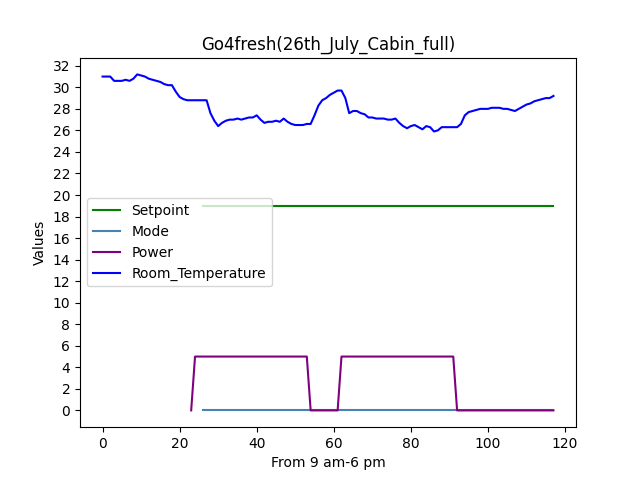 Go4fresh(26th_July_Cabin_full)
32
30
28
26
24
22
20
18
16
14
12
10
8
6
4
2
0
Values
Setpoint
Mode
Power
Room_Temperature
0 20 40 60 80 100 120
From 9 am-6 pm